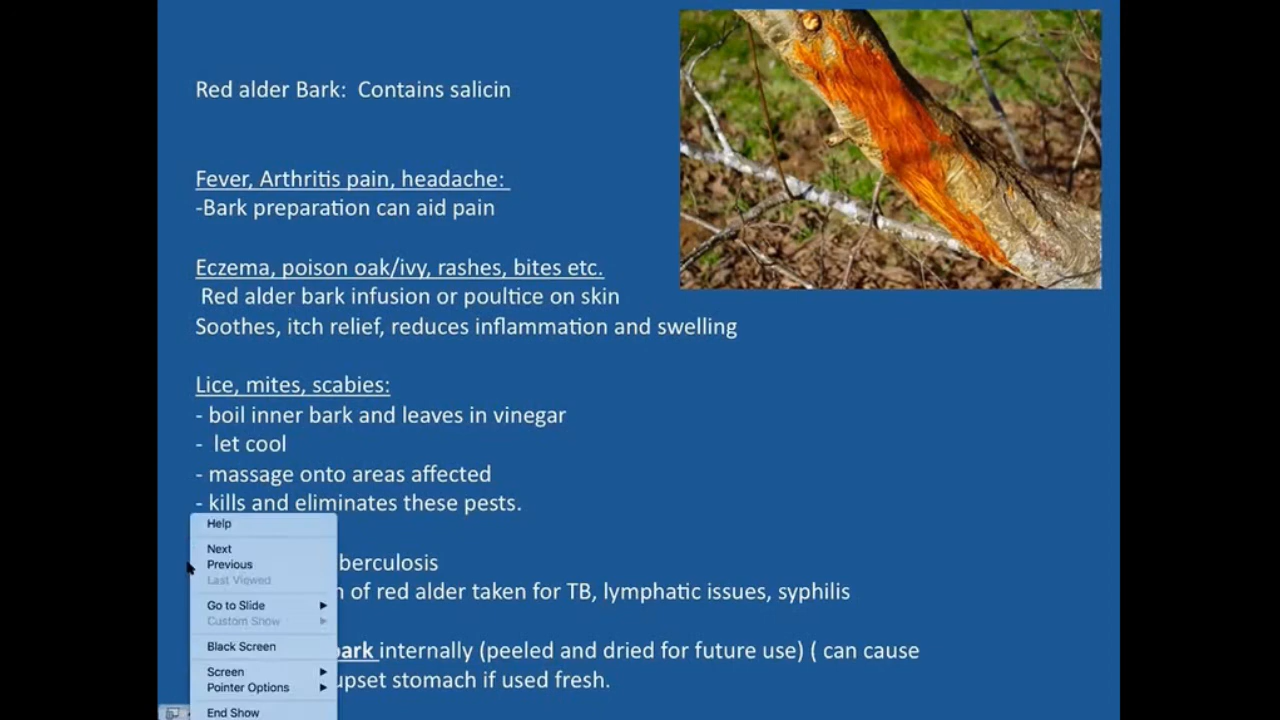 Red alder Bark:  Contains salicin
Fever, Arthritis pain, headache:
-Bark preparation can aid pain
Eczema, poison oak/ivy, rashes, bites etc.
Red alder bark infusion or poultice on skin
Soothes, itch relief, reduces inflammation and swelling
Lice, mites, scabies:
- boil inner bark and leaves in vinegar
-  let cool
- massage onto areas affected
- kills and eliminates these pests.
Help
Next
Previous
Last Viewed
Go to Slide
Custom Show
Black Screen
Screen
Pointer Options
End Show
berculosis
of red alder taken for TB, lymphatic issues, syphilis
ark internally (peeled and dried for future use) ( can cause
upset stomach if used fresh.